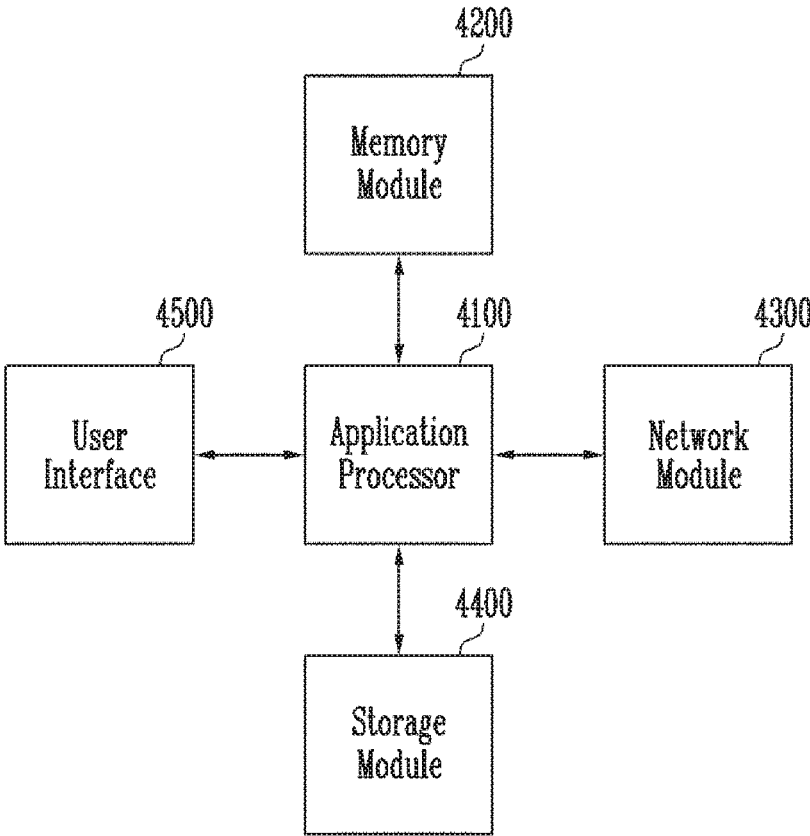 4200
Memory
Module
4500
4100
4300
User
Interface
Application
Processor
Network
Module
4400
Storage
Module